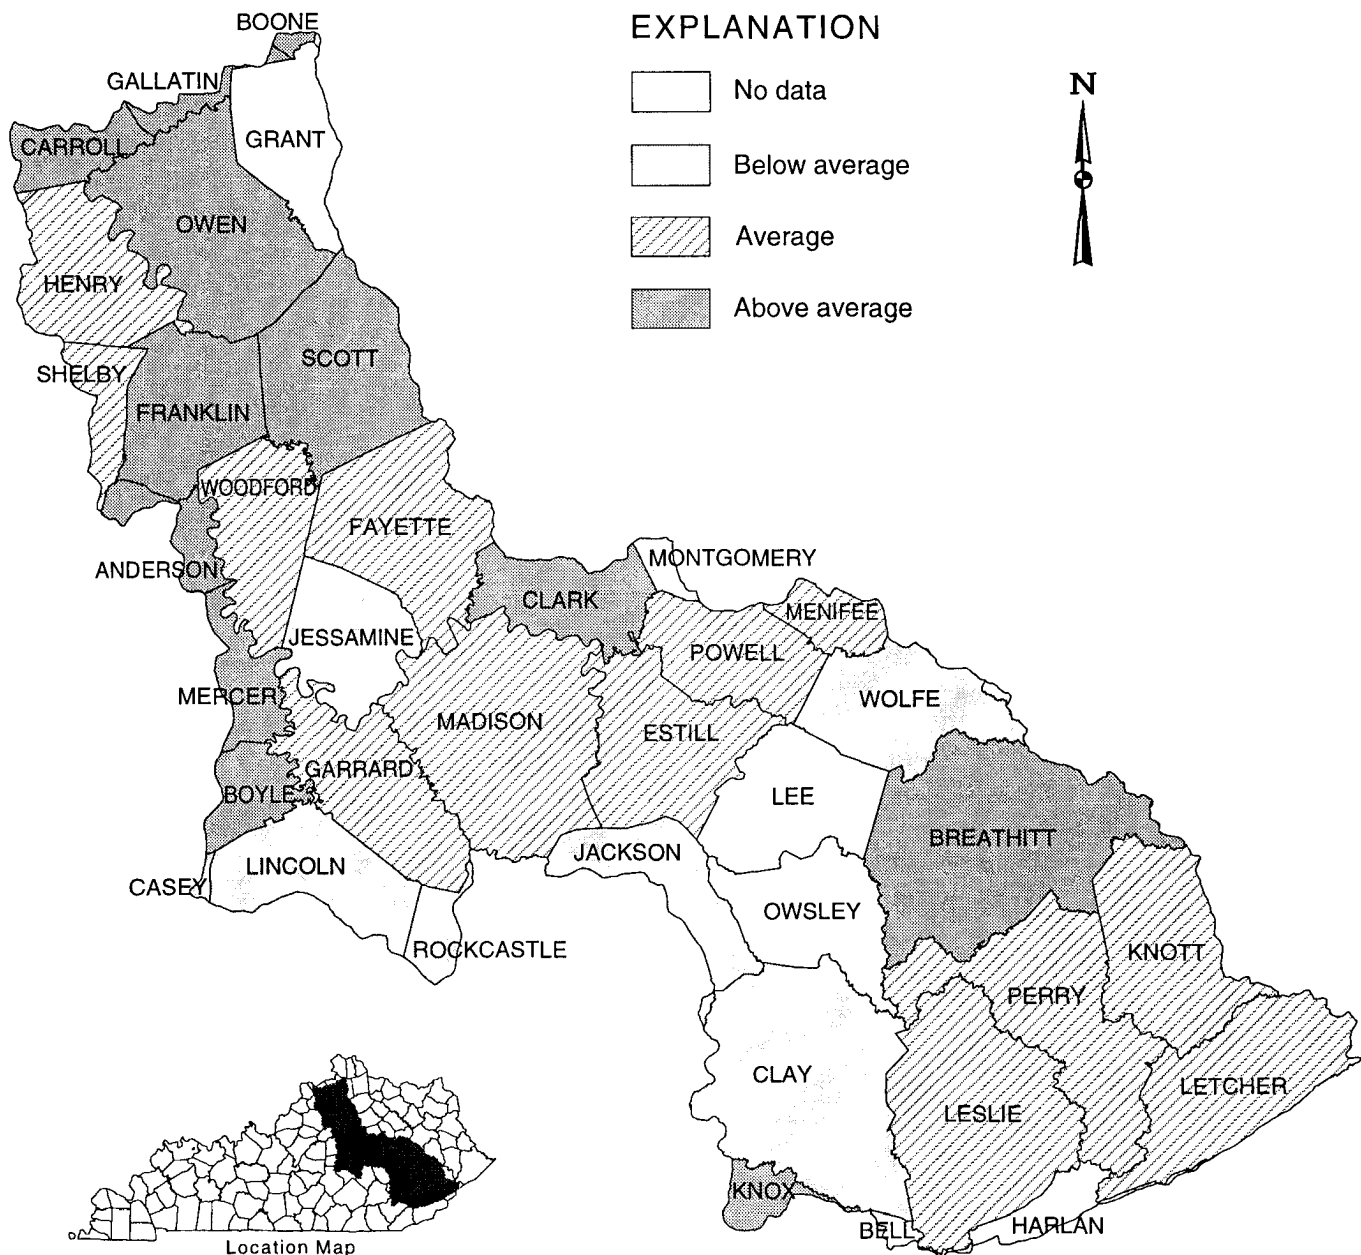 BOONE
EXPLANATION
GALLATIN
No data
N
CARROLL
GRANT
Below average
OWEN
Average
HENRY
Above average
SCOTT
SHELBY
FRANKLIN
WOODFORD
FAYETTE
MONTGOMERY
ANDERSON
CLARK
MENIFEE
JESSAMINE
POWELL
MERCER
WOLFE
MADISON
ESTILL
GARRARD
BOYLE
LEE
BREATHITT
JACKSON
LINCOLN
CASEY
OWSLEY
ROCKCASTLE
KNOTT
PERRY
CLAY
LETCHER
LESLIE
KNOX
HARLAN
BELL
Location Map